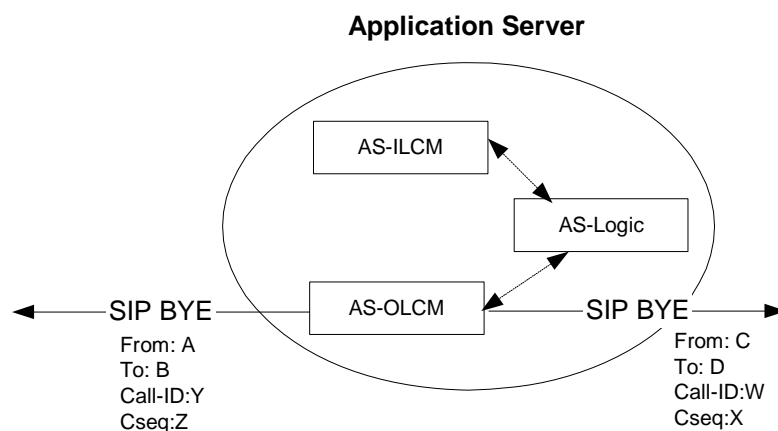 Application Server
AS-ILCM
AS-Logic
AS-OLCM
SIP BYE
From: A
To: B
Call-ID:Y
Cseq:Z
SIP BYE
From: C
To: D
Call-ID:W
Cseq:X